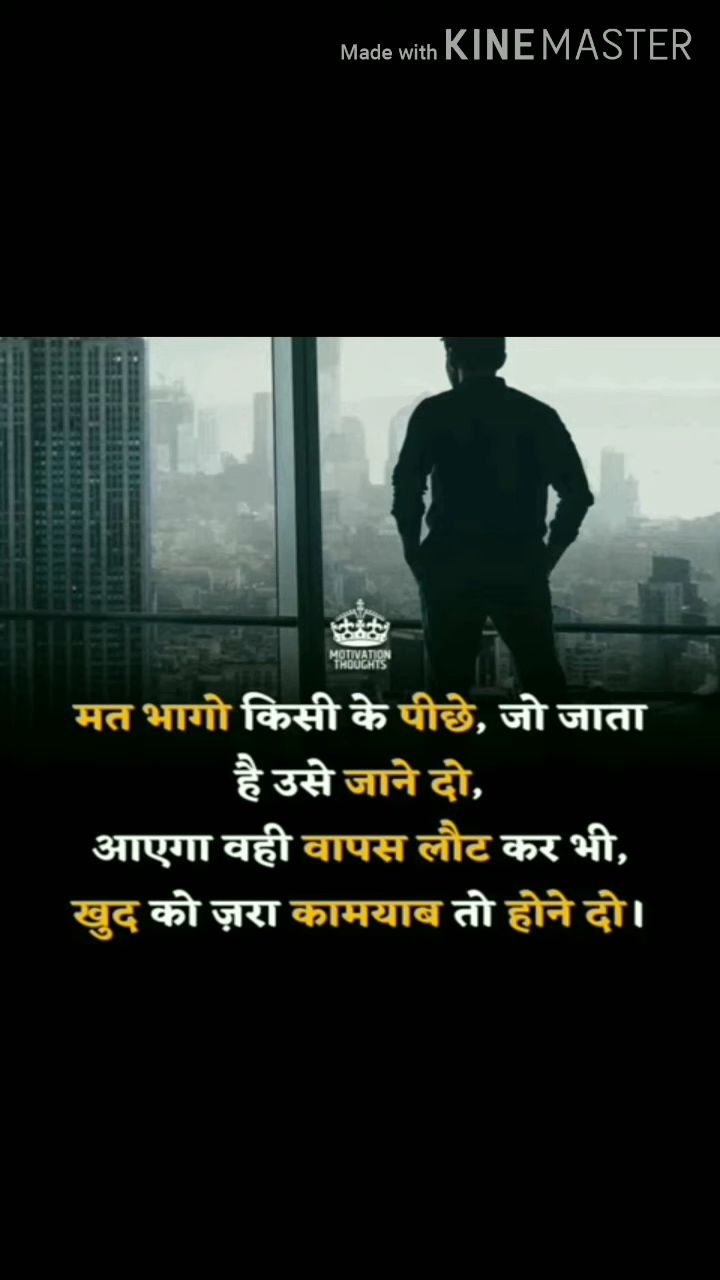 Made with KINEMASTER
MOTIVATION
THOUGHTS
मत भागो किसी के पीछे, जो जाता
है उसे जाने दो,
आएगा वही वापस लौट कर भी,
खुद को ज़रा कामयाब तो होने दो।